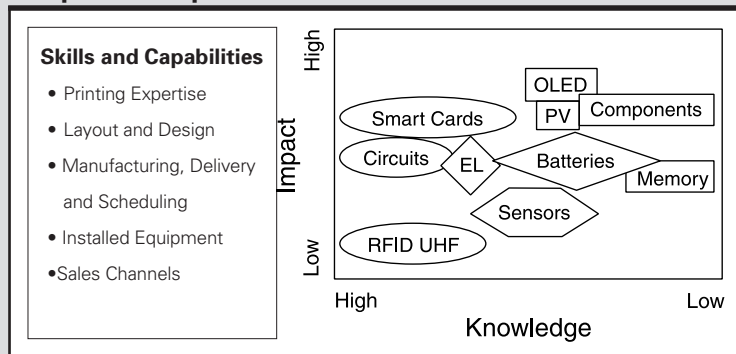 Skills and Capabilities
• Printing Expertise
• Layout and Design
• Manufacturing, Delivery
and Scheduling
• Installed Equipment
•Sales Channels
High
Impact
Low
OLED
PV
Components
Smart Cards
Circuits
EL
Batteries
Memory
Sensors
RFID UHF
High
Low
Knowledge